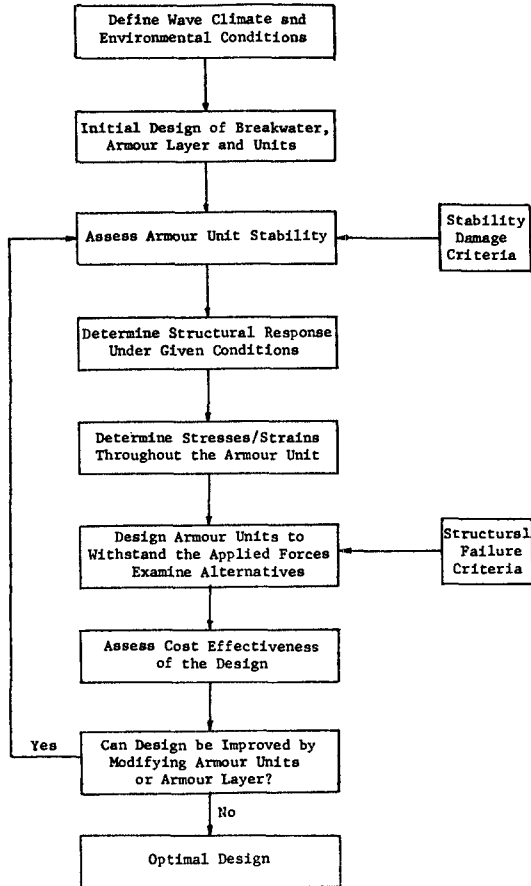 Define Wave Climate and
Environmental Conditions
Initial Design of Breakwater,
Armour Layer and Units
Assess Armour Unit Stability
Stability
Damage
Criteria
Determine Structural Response
Under Given Conditions
Determine Stresses/Strains
Throughout the Armour Unit
Design Armour Units to
Withstand the Applied Forces
Examine Alternatives
Structural
Failure
Criteria
Assess Cost Effectiveness
of the Design
Yes
Can Design be Improved by
Modifying Armour Units
or Armour Layer?
No
Optimal Design